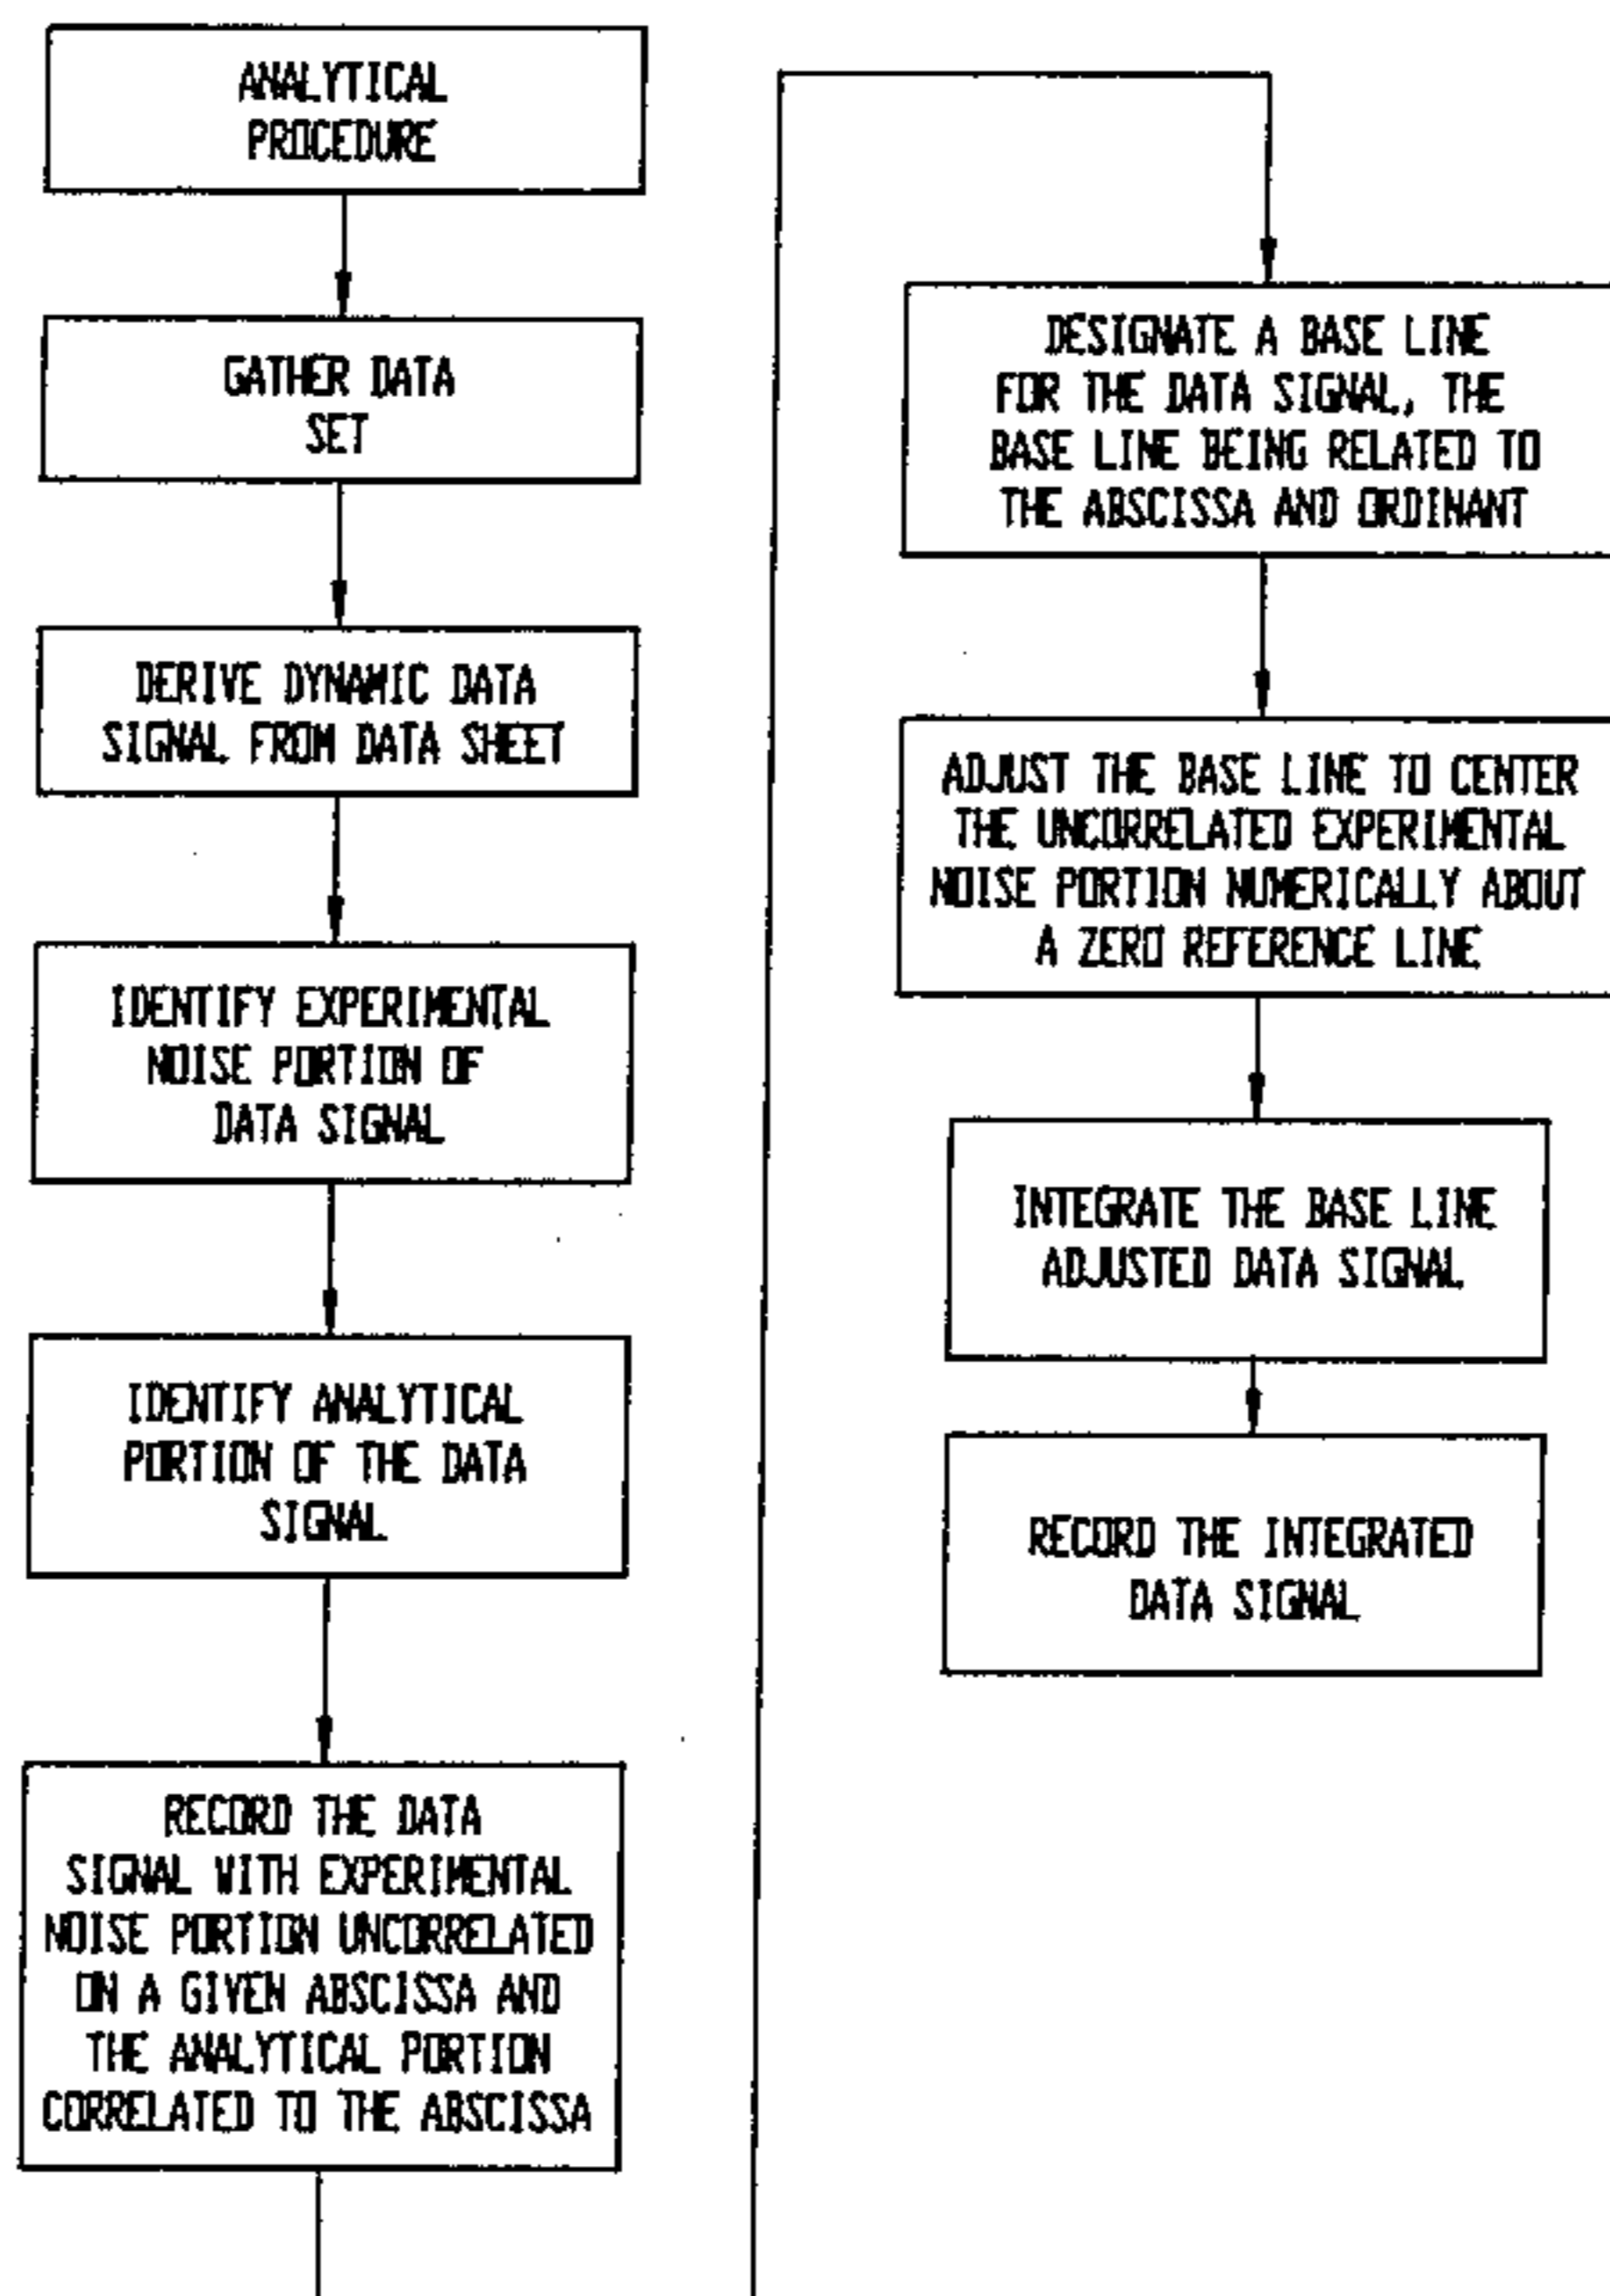 ANALYTICAL
PROCEDURE
GATHER DATA
SET
DERIVE DYNAMIC DATA
SIGNAL FROM DATA SHEET
IDENTIFY EXPERIMENTAL
NOISE PORTION OF
DATA SIGNAL
IDENTIFY ANALYTICAL
PORTION OF THE DATA
SIGNAL
RECORD THE DATA
SIGNAL WITH EXPERIMENTAL
NOISE PORTION UNCORRELATED
ON A GIVEN ABSCISSA AND
THE ANALYTICAL PORTION
CORRELATED TO THE ABSCISSA
DESIGNATE A BASE LINE
FOR THE DATA SIGNAL, THE
BASE LINE BEING RELATED TO
THE ABSCISSA AND ORDINANT
ADJUST THE BASE LINE TO CENTER
THE UNCORRELATED EXPERIMENTAL
NOISE PORTION NUMERICALLY ABOUT
A ZERO REFERENCE LINE
INTEGRATE THE BASE LINE
ADJUSTED DATA SIGNAL
RECORD THE INTEGRATED
DATA SIGNAL